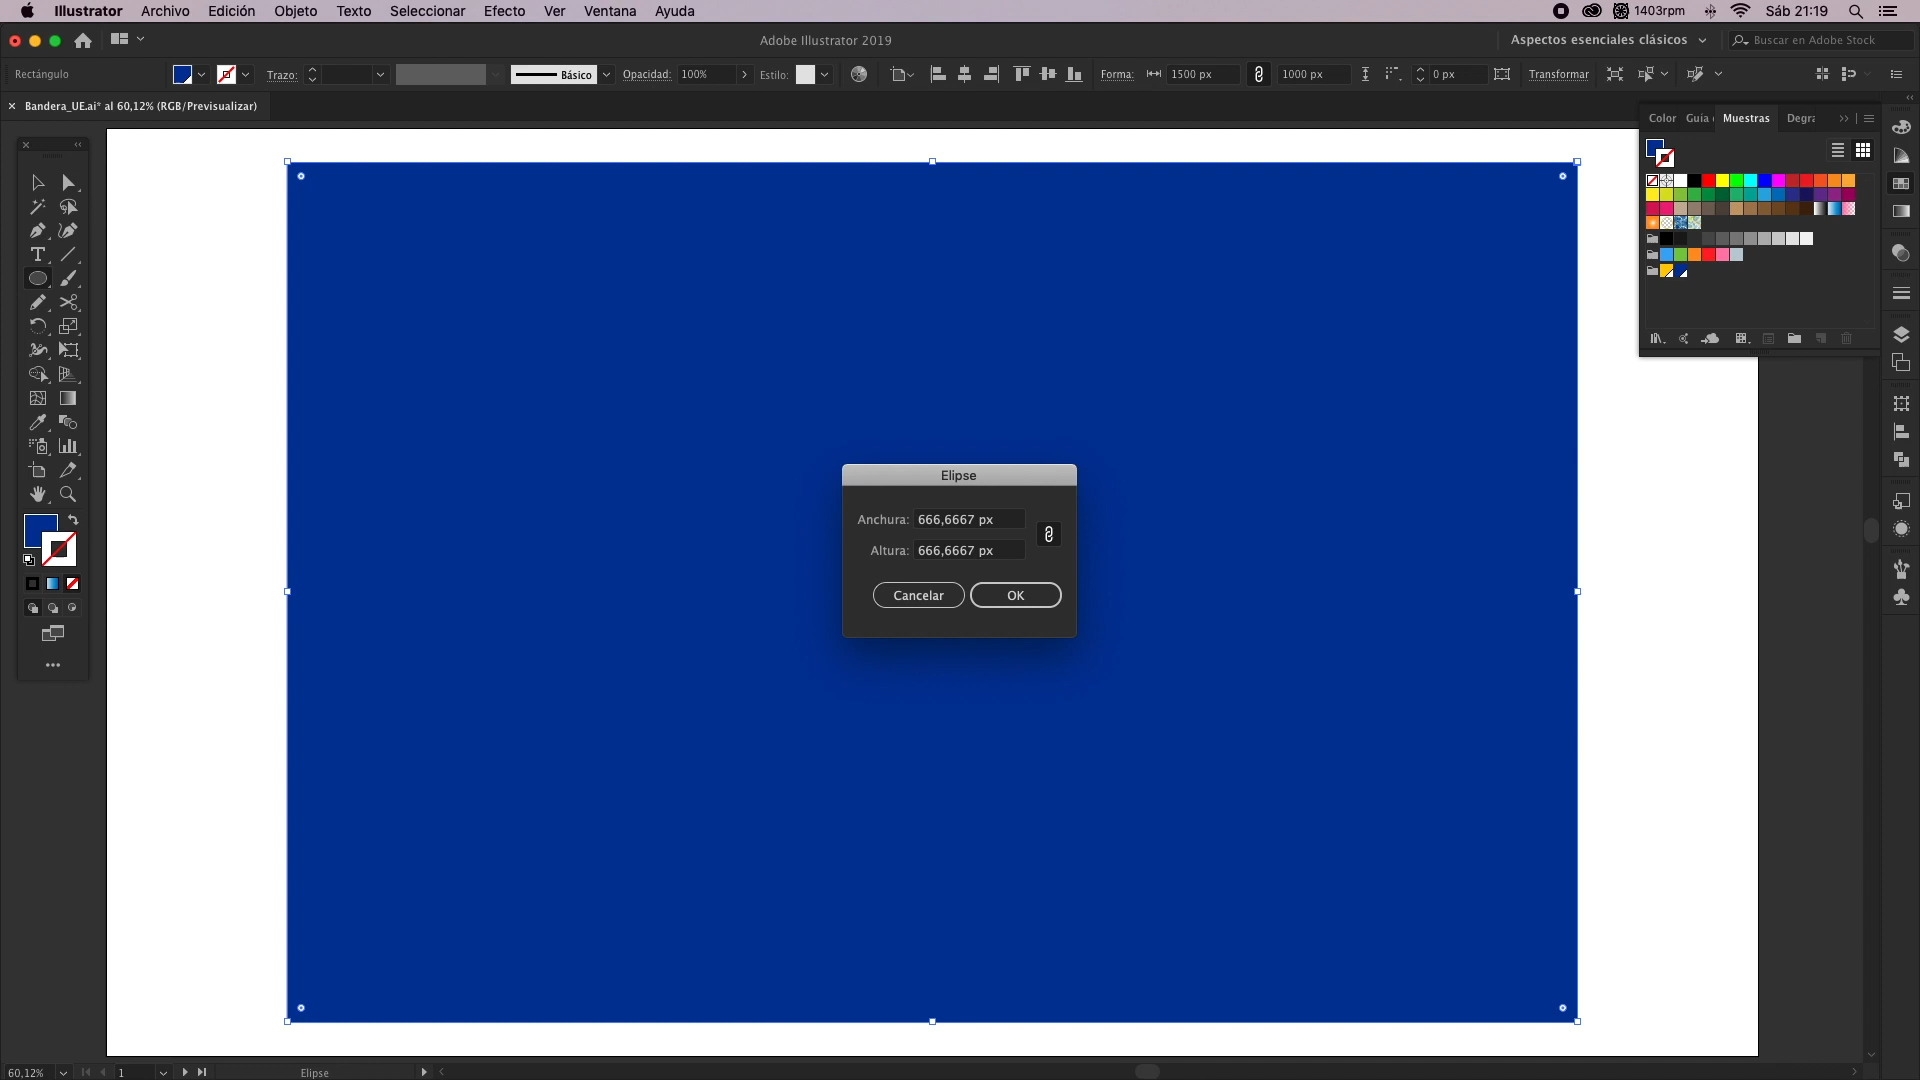 Illustrator Archivo Edición Objeto Texto Seleccionar Efecto Ver Ventana Ayuda 1403rpm Sáb 21:19
Adobe Illustrator 2019 Aspectos esenciales clásicos Buscar en Adobe Stock
Rectángulo Trazo: Básico Opacidad: 100% Estilo: Forma: 1500 px 1000 px 0 px Transformar
Bandera_UE.ai* al 60,12% (RGB/Previsualizar)
Color Guía Muestras Degra
Elipse
Anchura: 666,6667 px
Altura: 666,6667 px
Cancelar OK
60,12% 1 Elipse